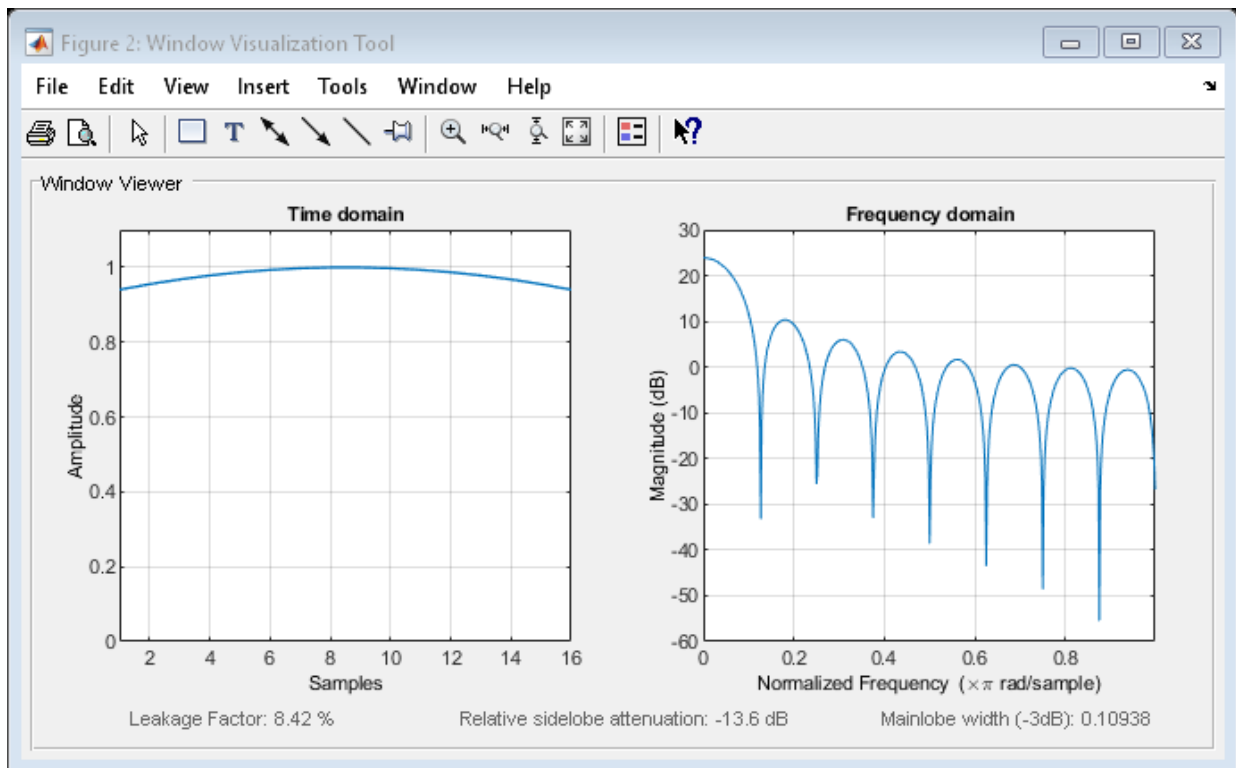 Figure 2: Window Visualization Tool
File Edit View Insert Tools Window Help
T
?
Window Viewer
Time domain
1
0.8
0.6
0.4
0.2
0
Amplitude
2 4 6 8 10 12 14 16
Samples
Frequency domain
30
20
10
0
-10
-20
-30
-40
-50
-60
Magnitude (dB)
0 0.2 0.4 0.6 0.8
Normalized Frequency (×π rad/sample)
Leakage Factor: 8.42 % Relative sidelobe attenuation: -13.6 dB Mainlobe width (-3dB): 0.10938